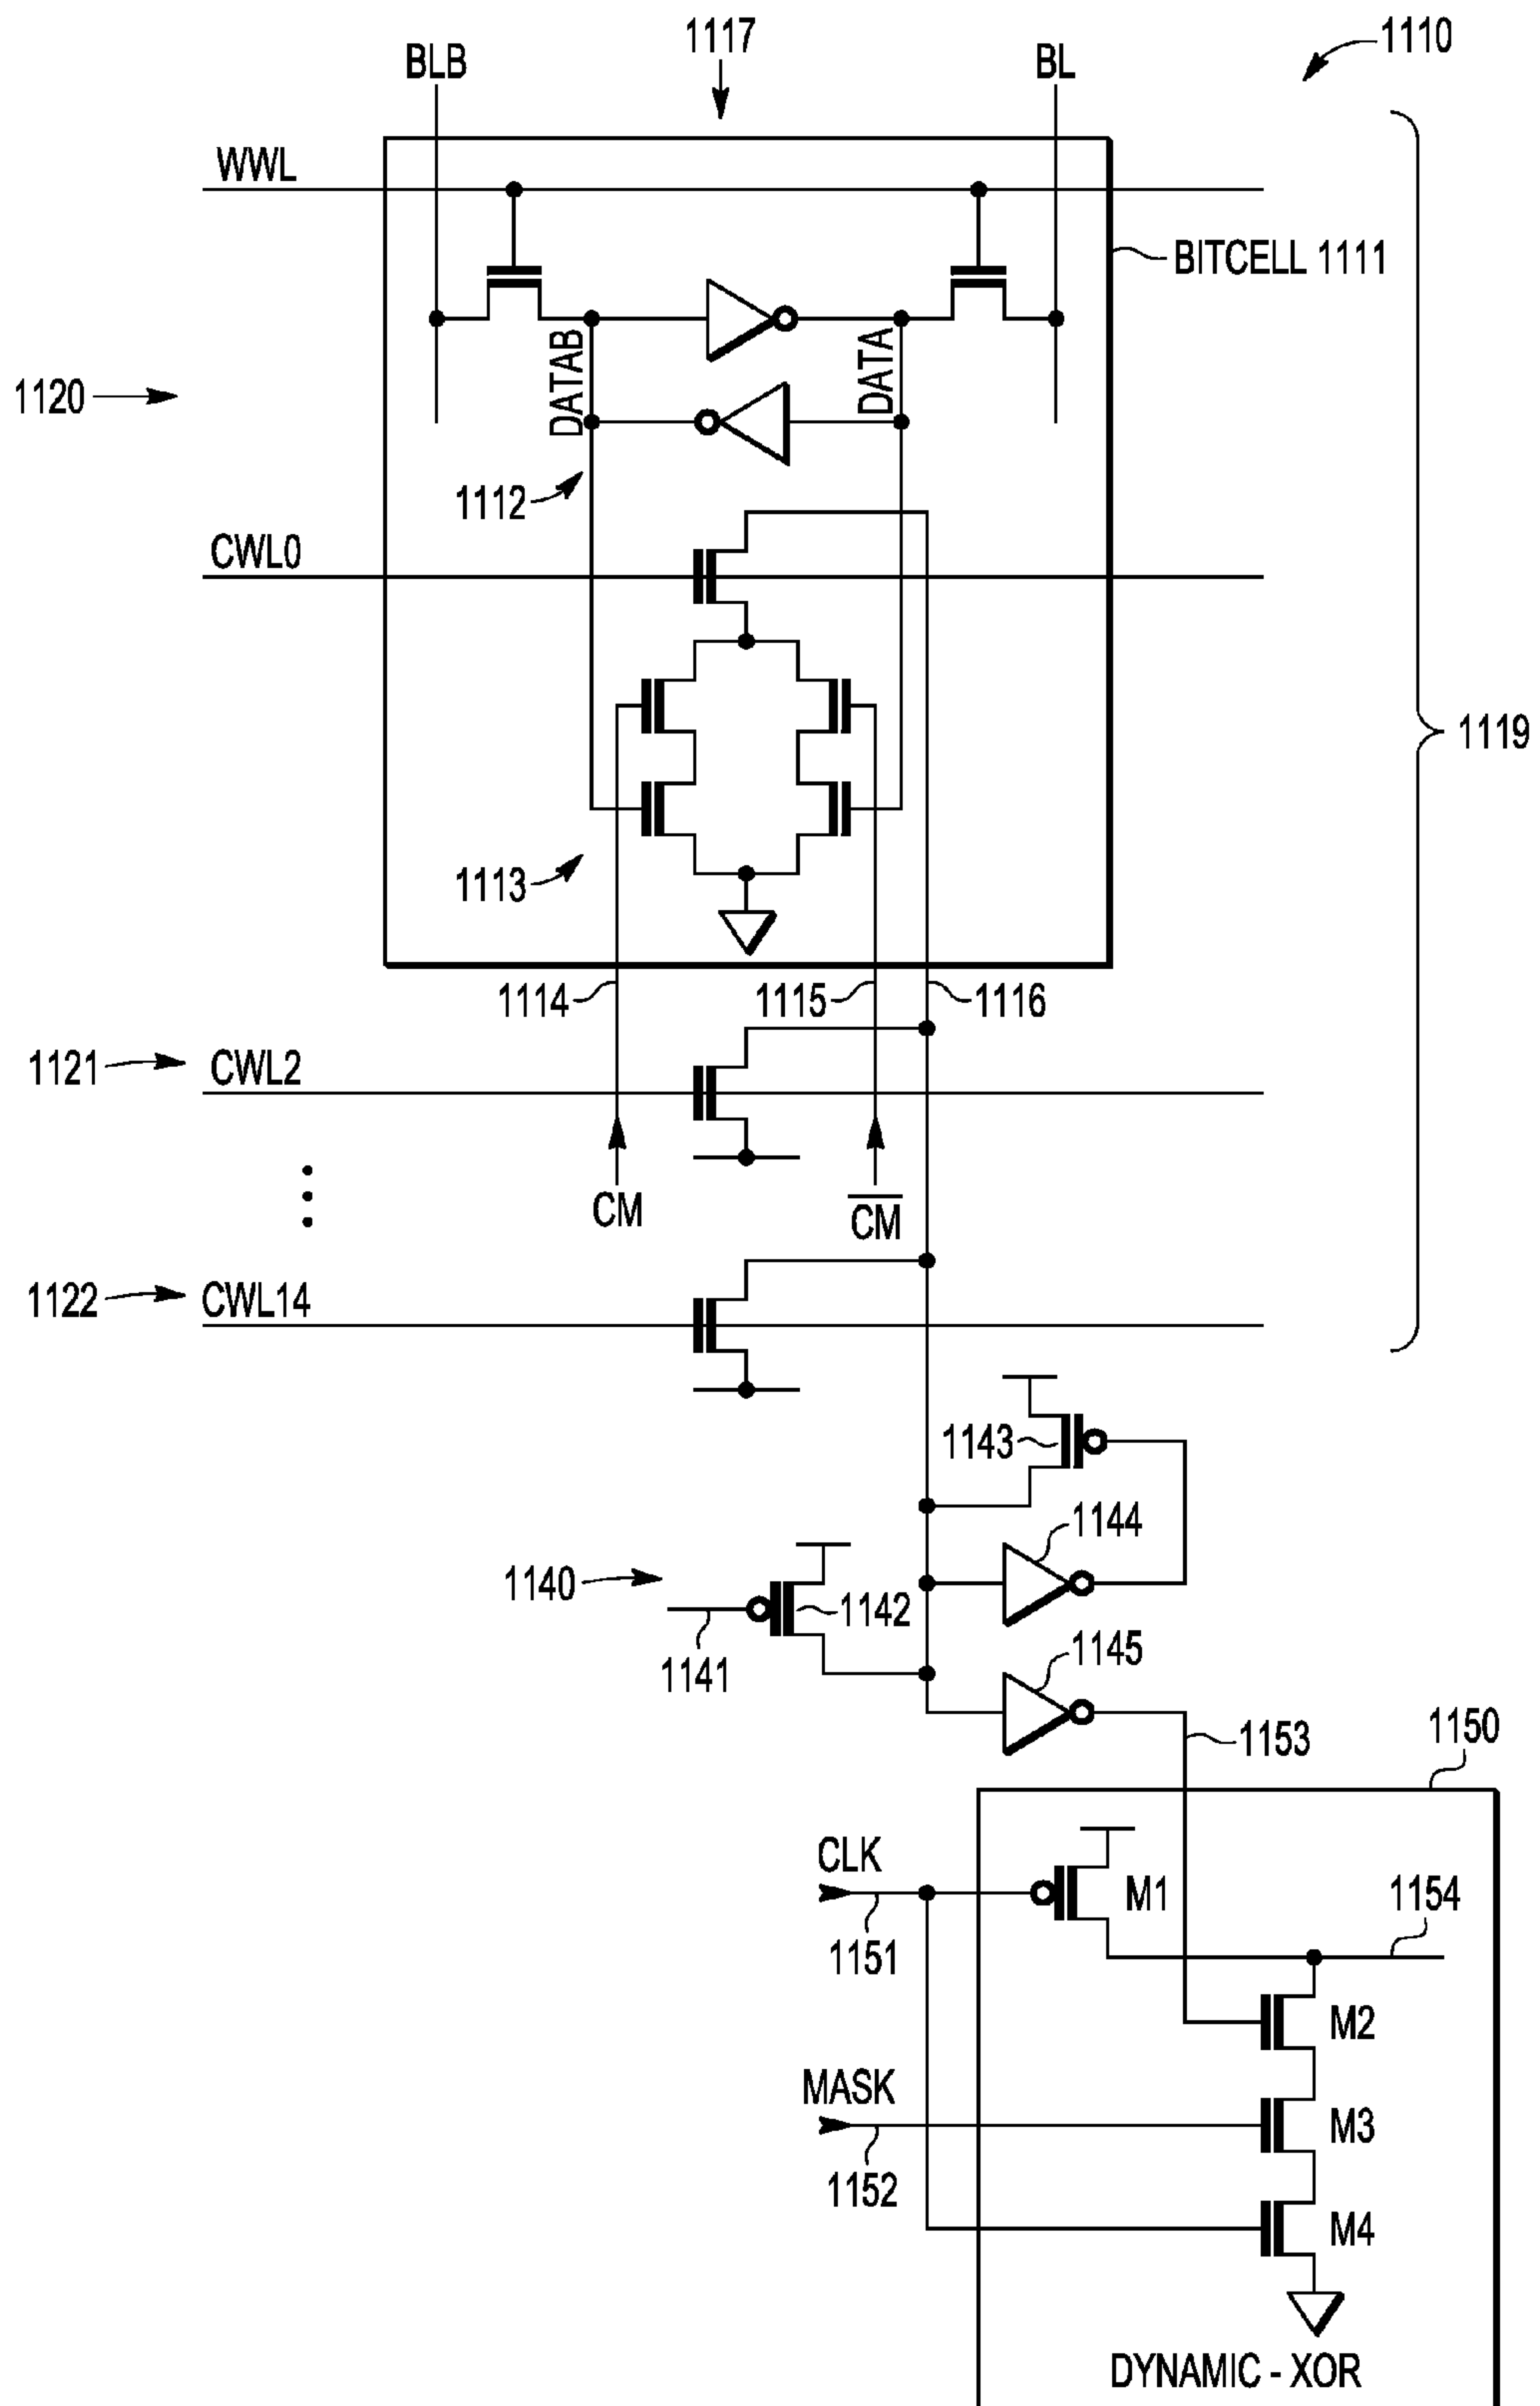 1117
1110
BLB
BL
WWL
BITCELL 1111
DATAB
DATA
1120
1112
CWL0
1119
1113
1114
1115
1116
1121
CWL2
CM
C̅M̅
1122
CWL14
1143
1144
1140
1142
1141
1145
1153
1150
CLK
M1
1154
1151
M2
MASK
M3
1152
M4
DYNAMIC - XOR